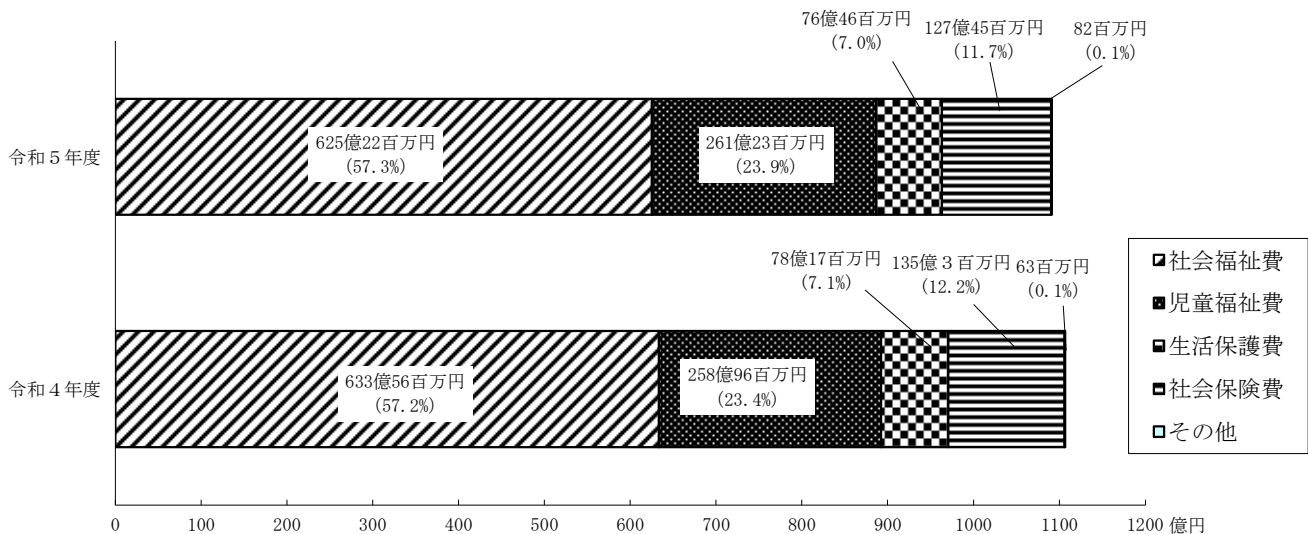 76億46百万円
(7.0%)
127億45百万円
(11.7%)
82百万円
(0.1%)
令和５年度
625億22百万円
(57.3%)
261億23百万円
(23.9%)
78億17百万円
(7.1%)
135億３百万円
(12.2%)
63百万円
(0.1%)
令和４年度
633億56百万円
(57.2%)
258億96百万円
(23.4%)
社会福祉費
児童福祉費
生活保護費
社会保険費
その他
0 100 200 300 400 500 600 700 800 900 1000 1100 1200 億円